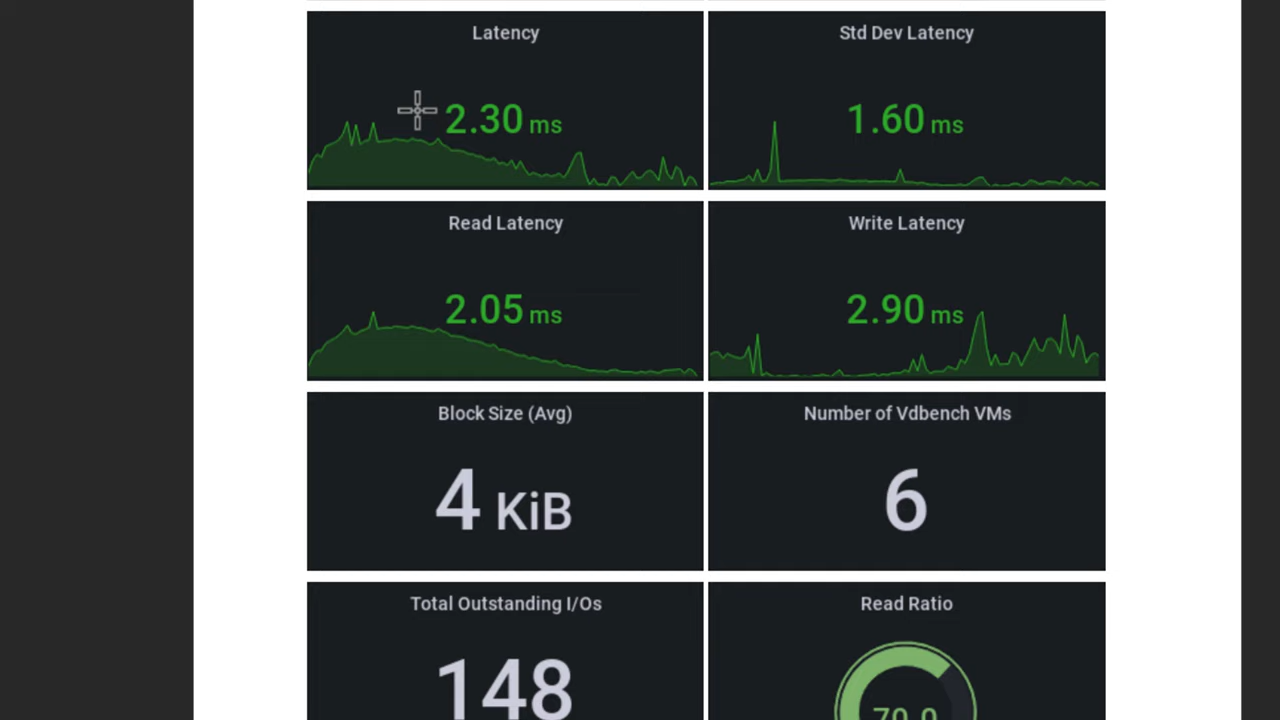 Latency
Std Dev Latency
2.30 ms
1.60 ms
Read Latency
Write Latency
2.05 ms
2.90 ms
Block Size (Avg)
Number of Vdbench VMs
4 KiB
6
Total Outstanding I/Os
Read Ratio
148